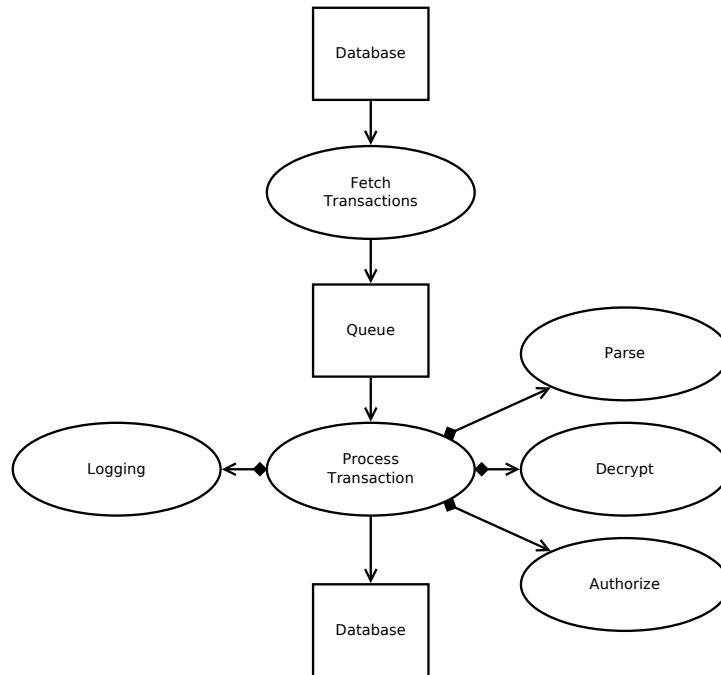 Database
Fetch
Transactions
Queue
Parse
Logging
Process
Transaction
Decrypt
Authorize
Database